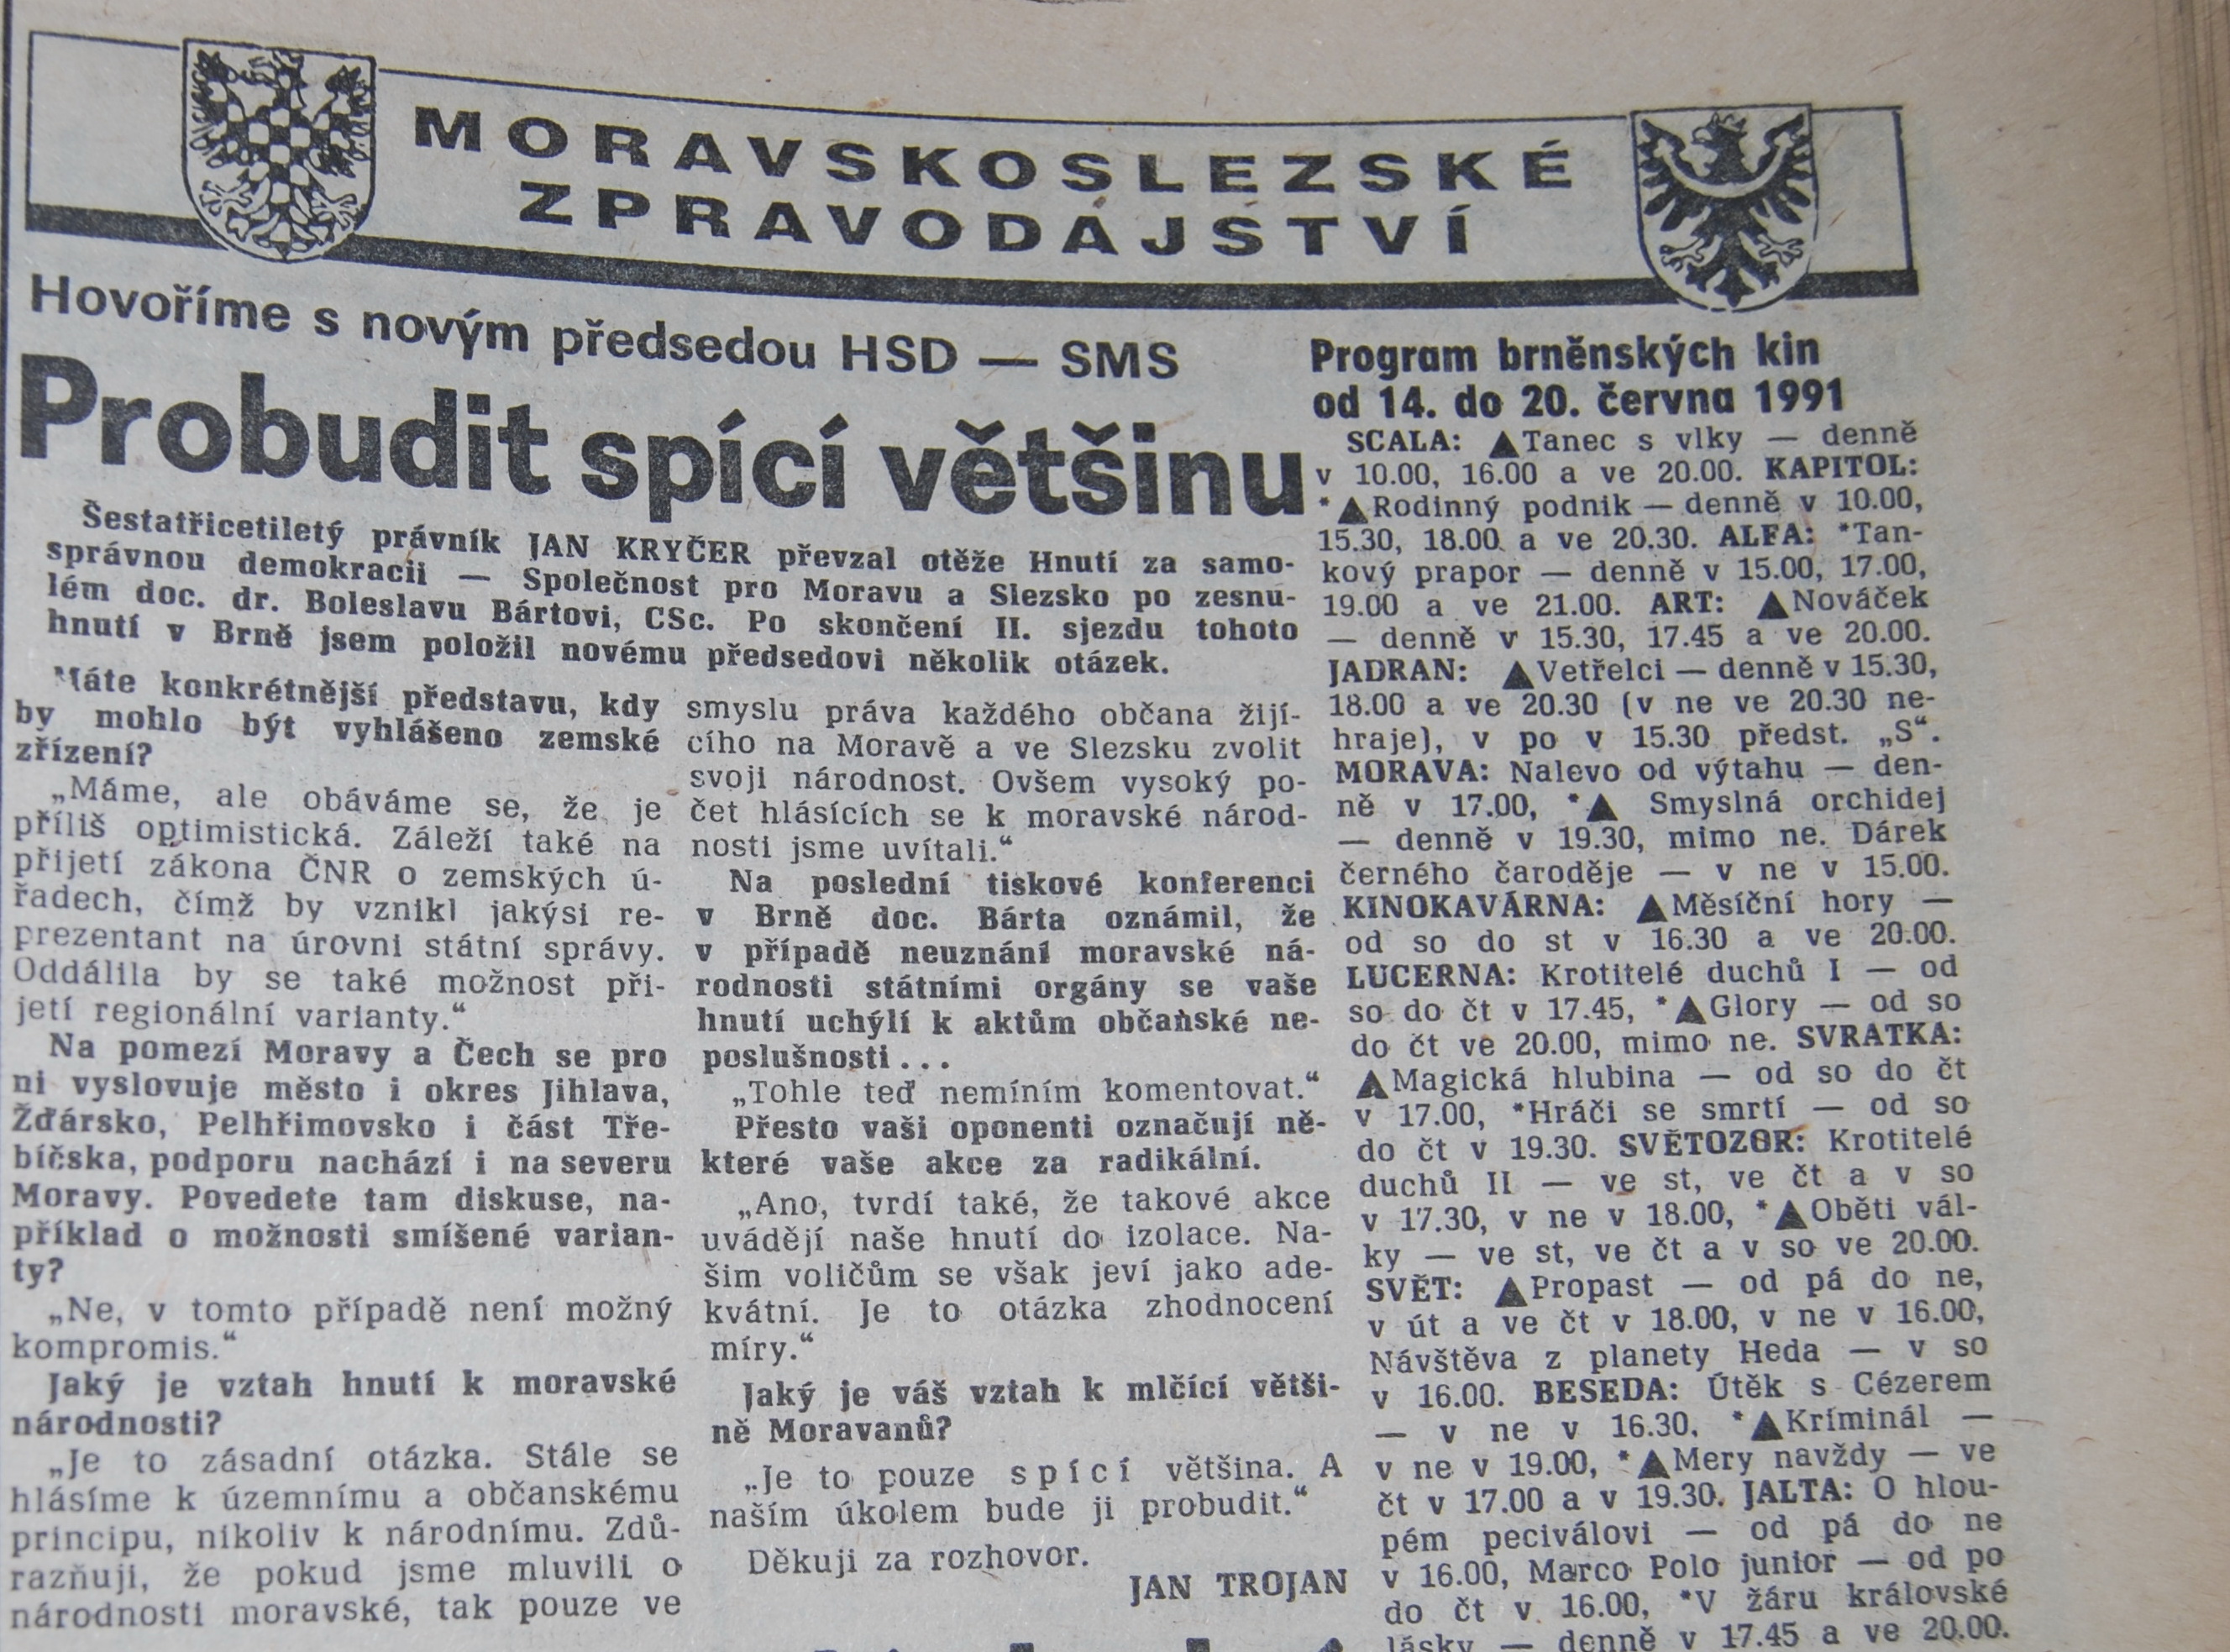 MORAVSKOSLEZSKÉ
ZPRAVODAJSTVÍ
Hovoříme s novým předsedou HSD — SMS
Probudit spící většinu
Šestatřicetiletý právník JAN KRYČER převzal otěže Hnutí za samo-
správnou demokracii — Společnost pro Moravu a Slezsko po zesnu-
lém doc. dr. Boleslavu Bártovi, CSc. Po skončení II. sjezdu tohoto
hnutí v Brně jsem položil novému předsedovi několik otázek.
Máte konkrétnější představu, kdy
by mohlo být vyhlášeno zemské
zřízení?
„Máme, ale obáváme se, že je
příliš optimistická. Záleží také na
přijetí zákona ČNR o zemských ú-
řadech, čímž by vznikl jakýsi re-
prezentant na úrovni státní správy.
Oddálila by se také možnost při-
jetí regionální varianty.“
Na pomezí Moravy a Čech se pro
ni vyslovuje město i okres Jihlava,
Žďársko, Pelhřimovsko i část Tře-
bíčska, podporu nachází i na severu
Moravy. Povedete tam diskuse, na-
příklad o možnosti smíšené varian-
ty?
„Ne, v tomto případě není možný
kompromis.“
Jaký je vztah hnutí k moravské
národnosti?
„Je to zásadní otázka. Stále se
hlásíme k územnímu a občanskému
principu, nikoliv k národnímu. Zdů-
razňuji, že pokud jsme mluvili o
národnosti moravské, tak pouze ve
smyslu práva každého občana žijí-
cího na Moravě a ve Slezsku zvolit
svoji národnost. Ovšem vysoký po-
čet hlásících se k moravské národ-
nosti jsme uvítali.“
Na poslední tiskové konferenci
v Brně doc. Bárta oznámil, že
v případě neuznání moravské ná-
rodnosti státními orgány se vaše
hnutí uchýlí k aktům občanské ne-
poslušnosti...
„Tohle teď nemíním komentovat.“
Přesto vaši oponenti označují ně-
které vaše akce za radikální.
„Ano, tvrdí také, že takové akce
uvádějí naše hnutí do izolace. Na-
šim voličům se však jeví jako ade-
kvátní. Je to otázka zhodnocení
míry.“
Jaký je váš vztah k mlčící větši-
ně Moravanů?
„Je to pouze spící většina. A
naším úkolem bude ji probudit.“
Děkuji za rozhovor.
JAN TROJAN
Program brněnských kin
od 14. do 20. června 1991
SCALA: ▲Tanec s vlky — denně
v 10.00, 16.00 a ve 20.00. KAPITOL:
*▲Rodinný podnik — denně v 10.00,
15.30, 18.00 a ve 20.30. ALFA: *Tan-
kový prapor — denně v 15.00, 17.00,
19.00 a ve 21.00. ART: ▲Nováček
— denně v 15.30, 17.45 a ve 20.00.
JADRAN: ▲Vetřelci — denně v 15.30,
18.00 a ve 20.30 (v ne ve 20.30 ne-
hraje), v po v 15.30 předst. „S“.
MORAVA: Nalevo od výtahu — den-
ně v 17.00, *▲ Smyslná orchidej
— denně v 19.30, mimo ne. Dárek
černého čaroděje — v ne v 15.00.
KINOKAVÁRNA: ▲Měsíční hory —
od so do st v 16.30 a ve 20.00.
LUCERNA: Krotitelé duchů I — od
so do čt v 17.45, *▲Glory — od so
do čt ve 20.00, mimo ne. SVRATKA:
▲Magická hlubina — od so do čt
v 17.00, *Hráči se smrtí — od so
do čt v 19.30. SVĚTOZOR: Krotitelé
duchů II — ve st, ve čt a v so
v 17.30, v ne v 18.00, *▲Oběti vál-
ky — ve st, ve čt a v so ve 20.00.
SVĚT: ▲Propast — od pá do ne,
v út a ve čt v 18.00, v ne v 16.00,
Návštěva z planety Heda — v so
v 16.00. BESEDA: Útěk s Cézerem
— v ne v 16.30, *▲Kriminál —
v ne v 19.00, *▲Mery navždy — ve
čt v 17.00 a v 19.30. JALTA: O hlou-
pém peciválovi — od pá do ne
v 16.00, Marco Polo junior — od po
do čt v 16.00, *V žáru královské
lásky — denně v 17.45 a ve 20.00.